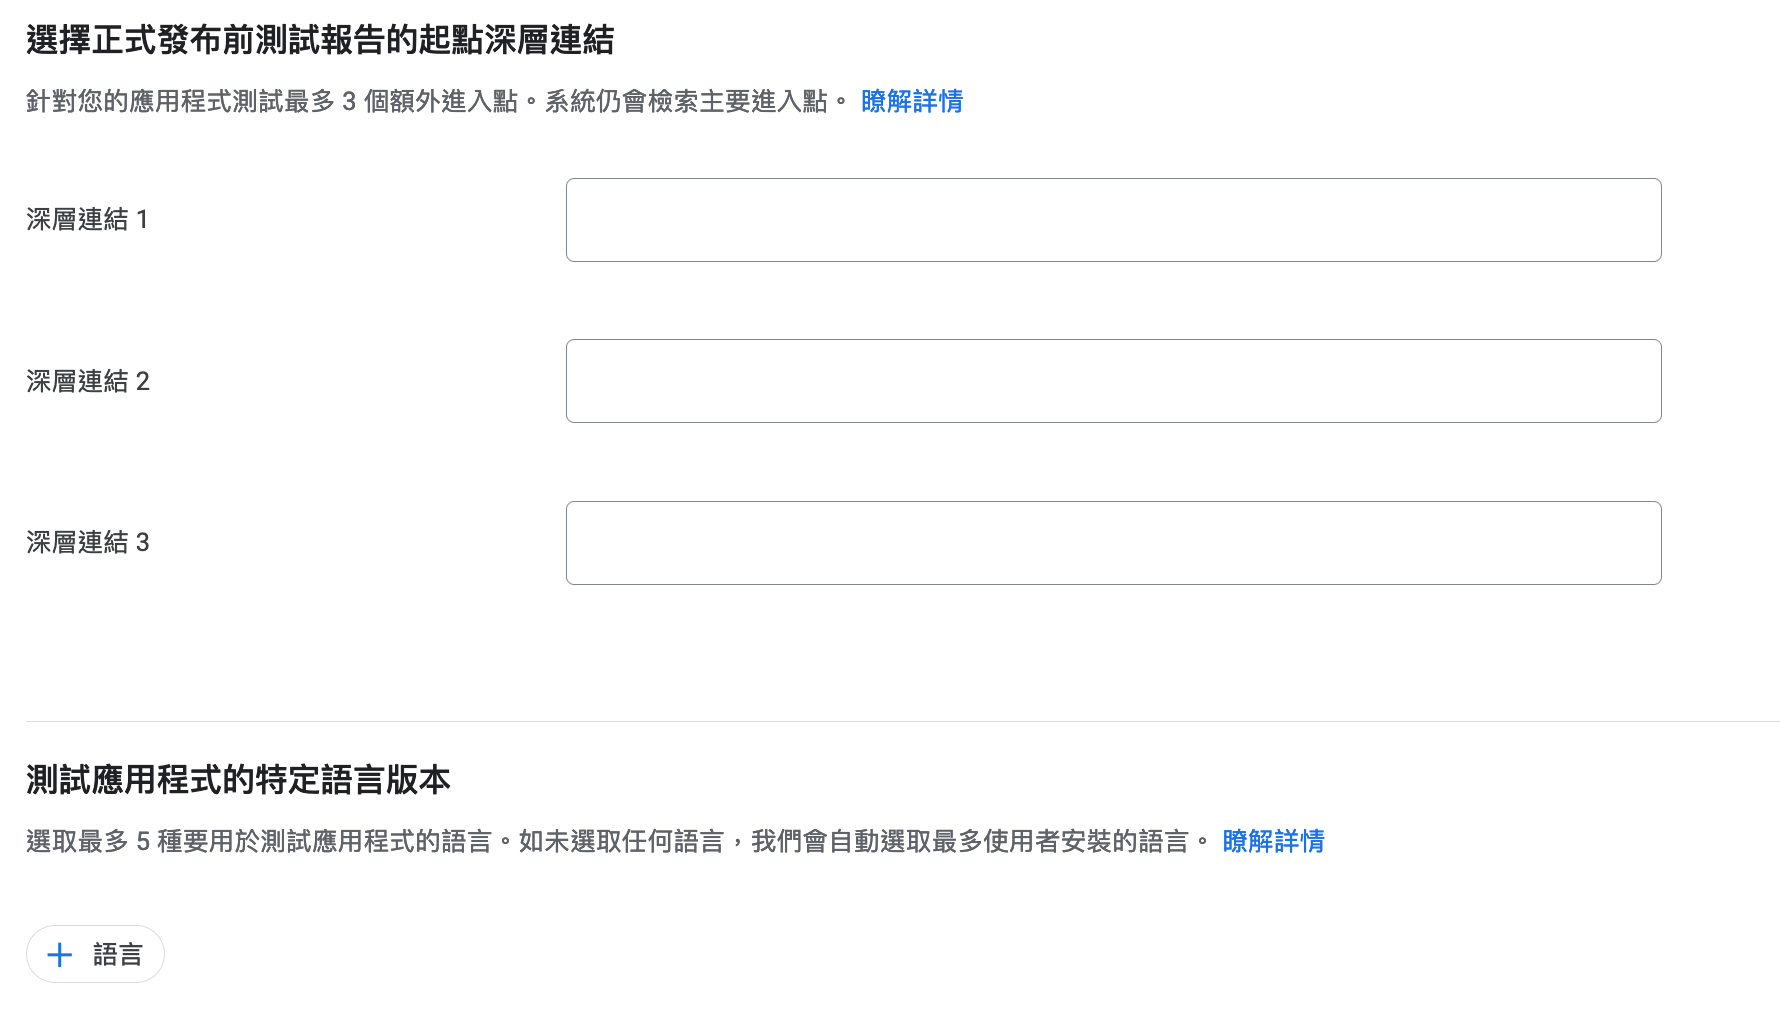 選擇正式發布前測試報告的起點深層連結
針對您的應用程式測試最多 3 個額外進入點。系統仍會檢索主要進入點。 瞭解詳情
深層連結 1
深層連結 2
深層連結 3
測試應用程式的特定語言版本
選取最多 5 種要用於測試應用程式的語言。如未選取任何語言，我們會自動選取最多使用者安裝的語言。 瞭解詳情
語言